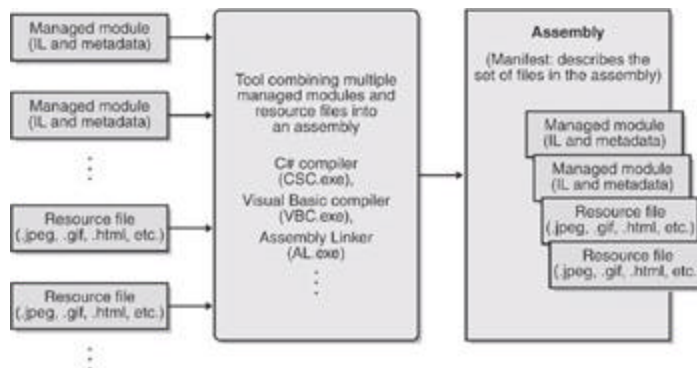 Managed module
(IL and metadata)
Managed module
(IL and metadata)
Resource file
(.jpeg, .gif, .html, etc.)
Resource file
(.jpeg, .gif, .html, etc.)
Tool combining multiple
managed modules and
resource files into
an assembly
C# compiler
(CSC.exe),
Visual Basic compiler
(VBC.exe),
Assembly Linker
(AL.exe)
Assembly
(Manifest: describes the
set of files in the assembly)
Managed module
(IL and metadata)
Managed module
(IL and metadata)
Resource file
(.jpeg, .gif, .html, etc.)
Resource file
(.jpeg, .gif, .html, etc.)